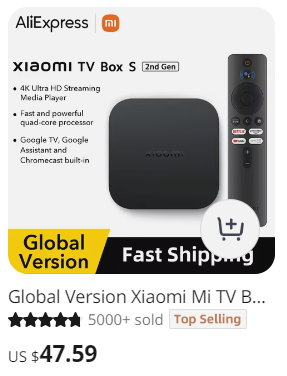 AliExpress mi
xiaomi TV Box S 2nd Gen
• 4K Ultra HD Streaming
Media Player
• Fast and powerful
quad-core processor
• Google TV, Google
Assistant and
Chromecast built-in
xiaomi
Global
Version
Fast Shipping
Global Version Xiaomi Mi TV B...
5000+ sold Top Selling
US $47.59